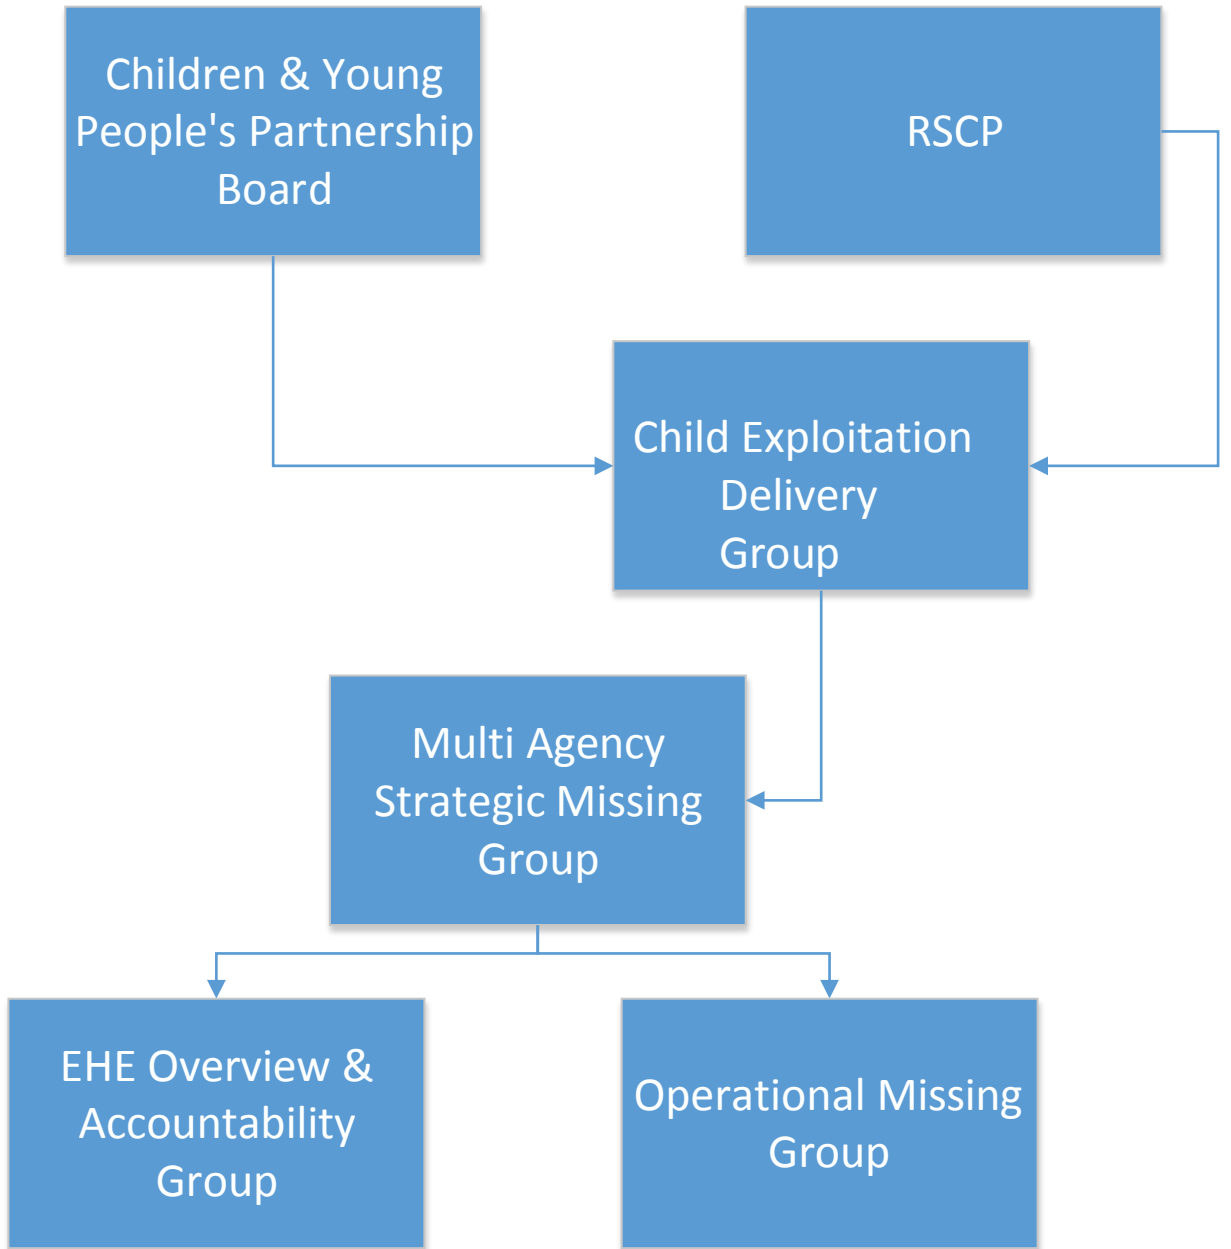 Children & Young
People's Partnership
Board
RSCP
Child Exploitation
Delivery
Group
Multi Agency
Strategic Missing
Group
EHE Overview &
Accountability
Group
Operational Missing
Group